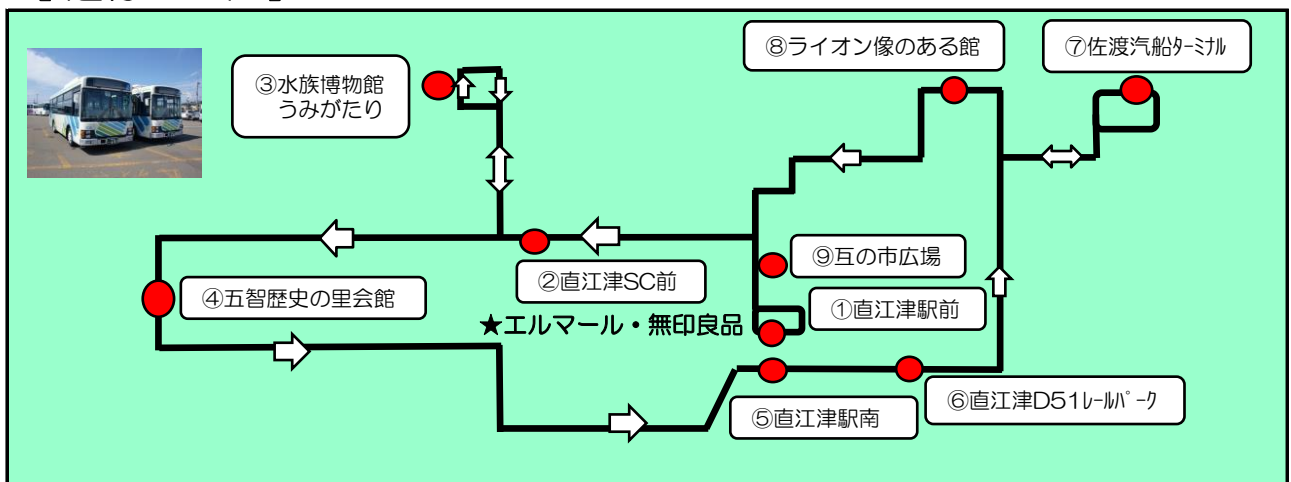 ⑧ライオン像のある館
⑦佐渡汽船ターミナル
③水族博物館
うみがたり
⑨互の市広場
②直江津SC前
④五智歴史の里会館
①直江津駅前
★エルマール・無印良品
⑥直江津D51レールパーク
⑤直江津駅南